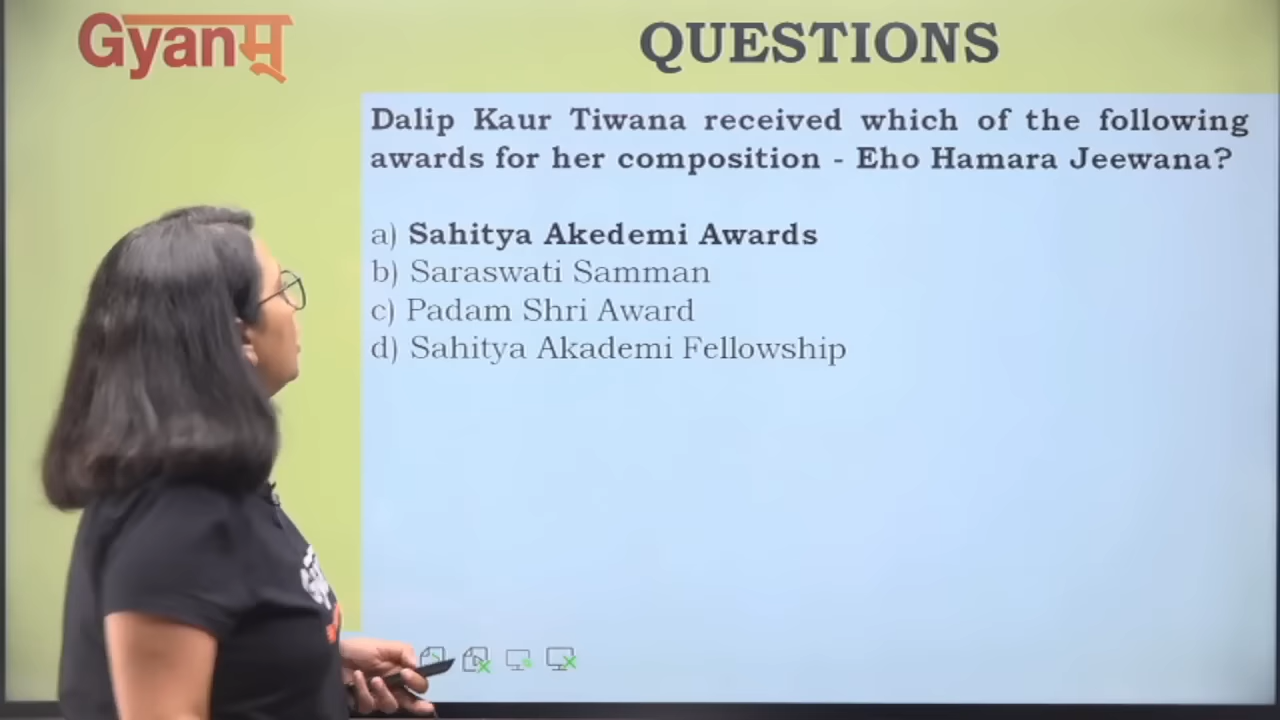 Gyanम्
QUESTIONS
Dalip Kaur Tiwana received which of the following
awards for her composition - Eho Hamara Jeewana?
a) Sahitya Akedemi Awards
b) Saraswati Samman
c) Padam Shri Award
d) Sahitya Akademi Fellowship